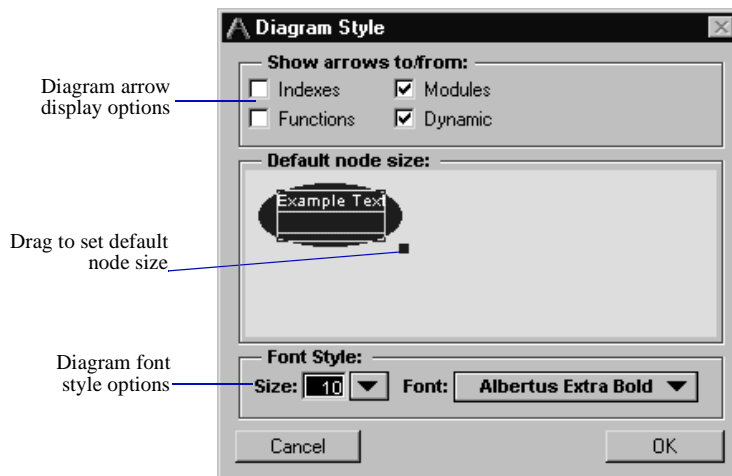 Diagram Style
Show arrows to/from:
Diagram arrow
display options
Indexes
Modules
Functions
Dynamic
Default node size:
Example Text
Drag to set default
node size
Diagram font
style options
Font Style:
Size: 10 Font: Albertus Extra Bold
Cancel
OK